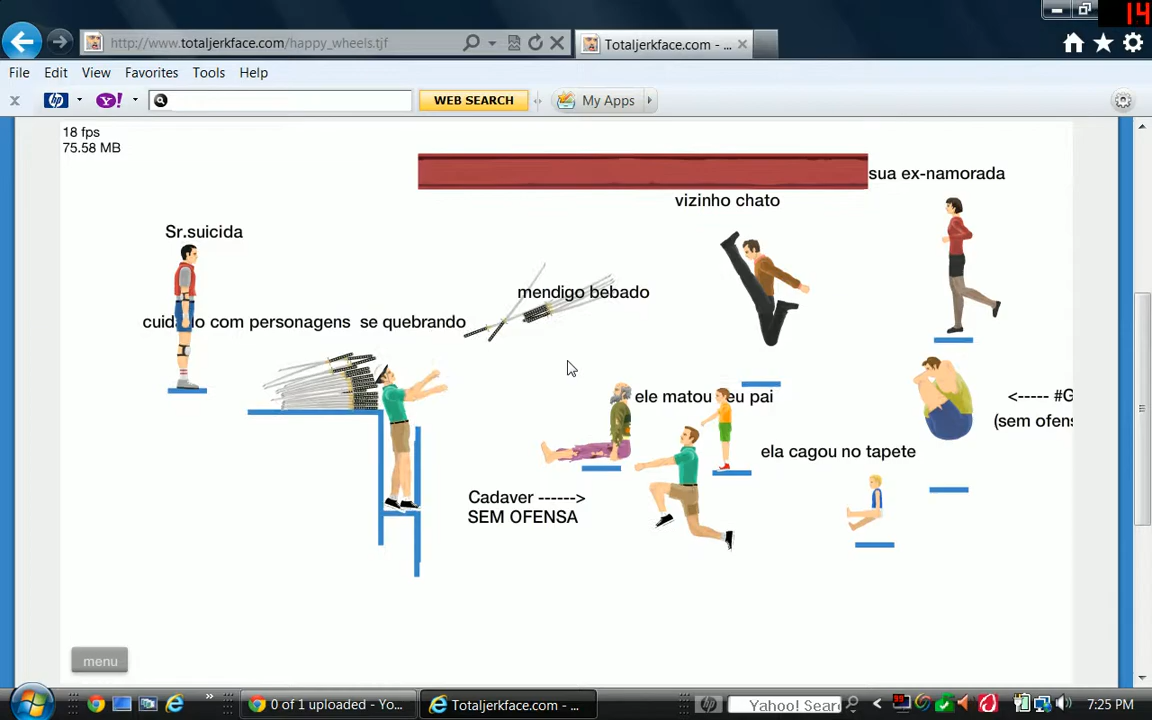 14
http://www.totaljerkface.com/happy_wheels.tjf
Totaljerkface.com - ...
File Edit View Favorites Tools Help
WEB SEARCH
My Apps
18 fps
75.58 MB
sua ex-namorada
vizinho chato
Sr.suicida
mendigo bebado
cuidado com personagens se quebrando
ele matou eu pai
<----- #G
(sem ofens
ela cagou no tapete
Cadaver ------>
SEM OFENSA
menu
0 of 1 uploaded - Yo...
Totaljerkface.com - ...
Yahoo! Searc
7:25 PM